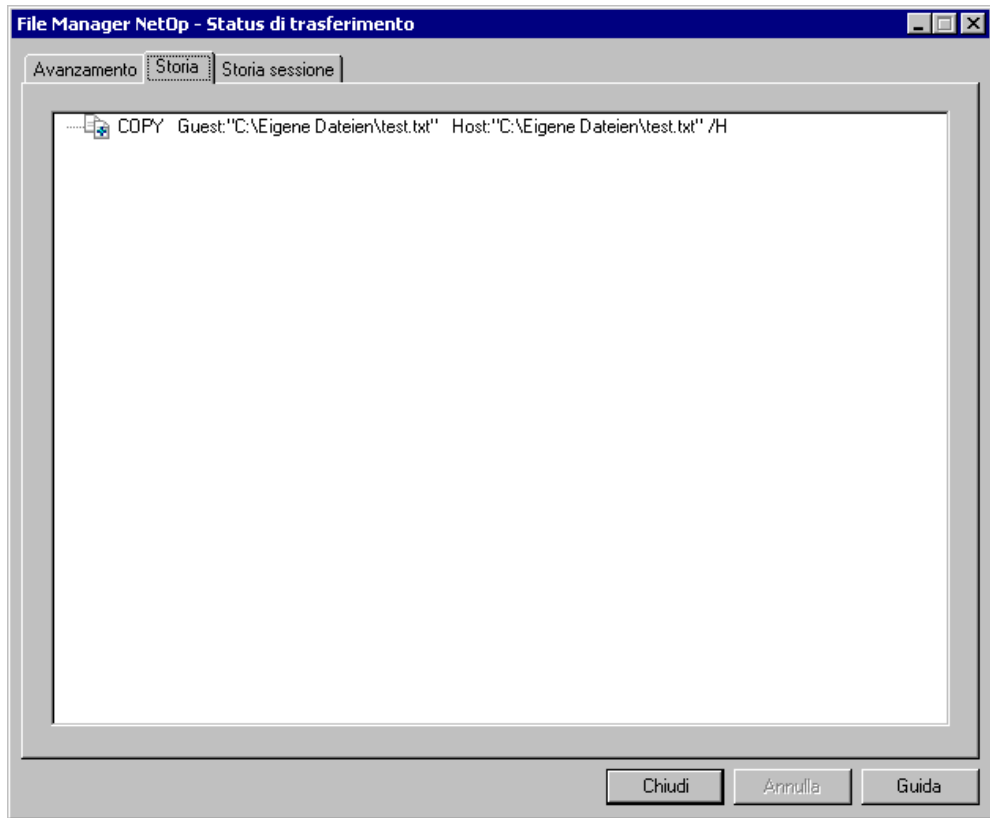 File Manager NetOp - Status di trasferimento
Avanzamento Storia Storia sessione
COPY Guest:"C:\Eigene Dateien\test.txt" Host:"C:\Eigene Dateien\test.txt" /H
Chiudi Annulla Guida